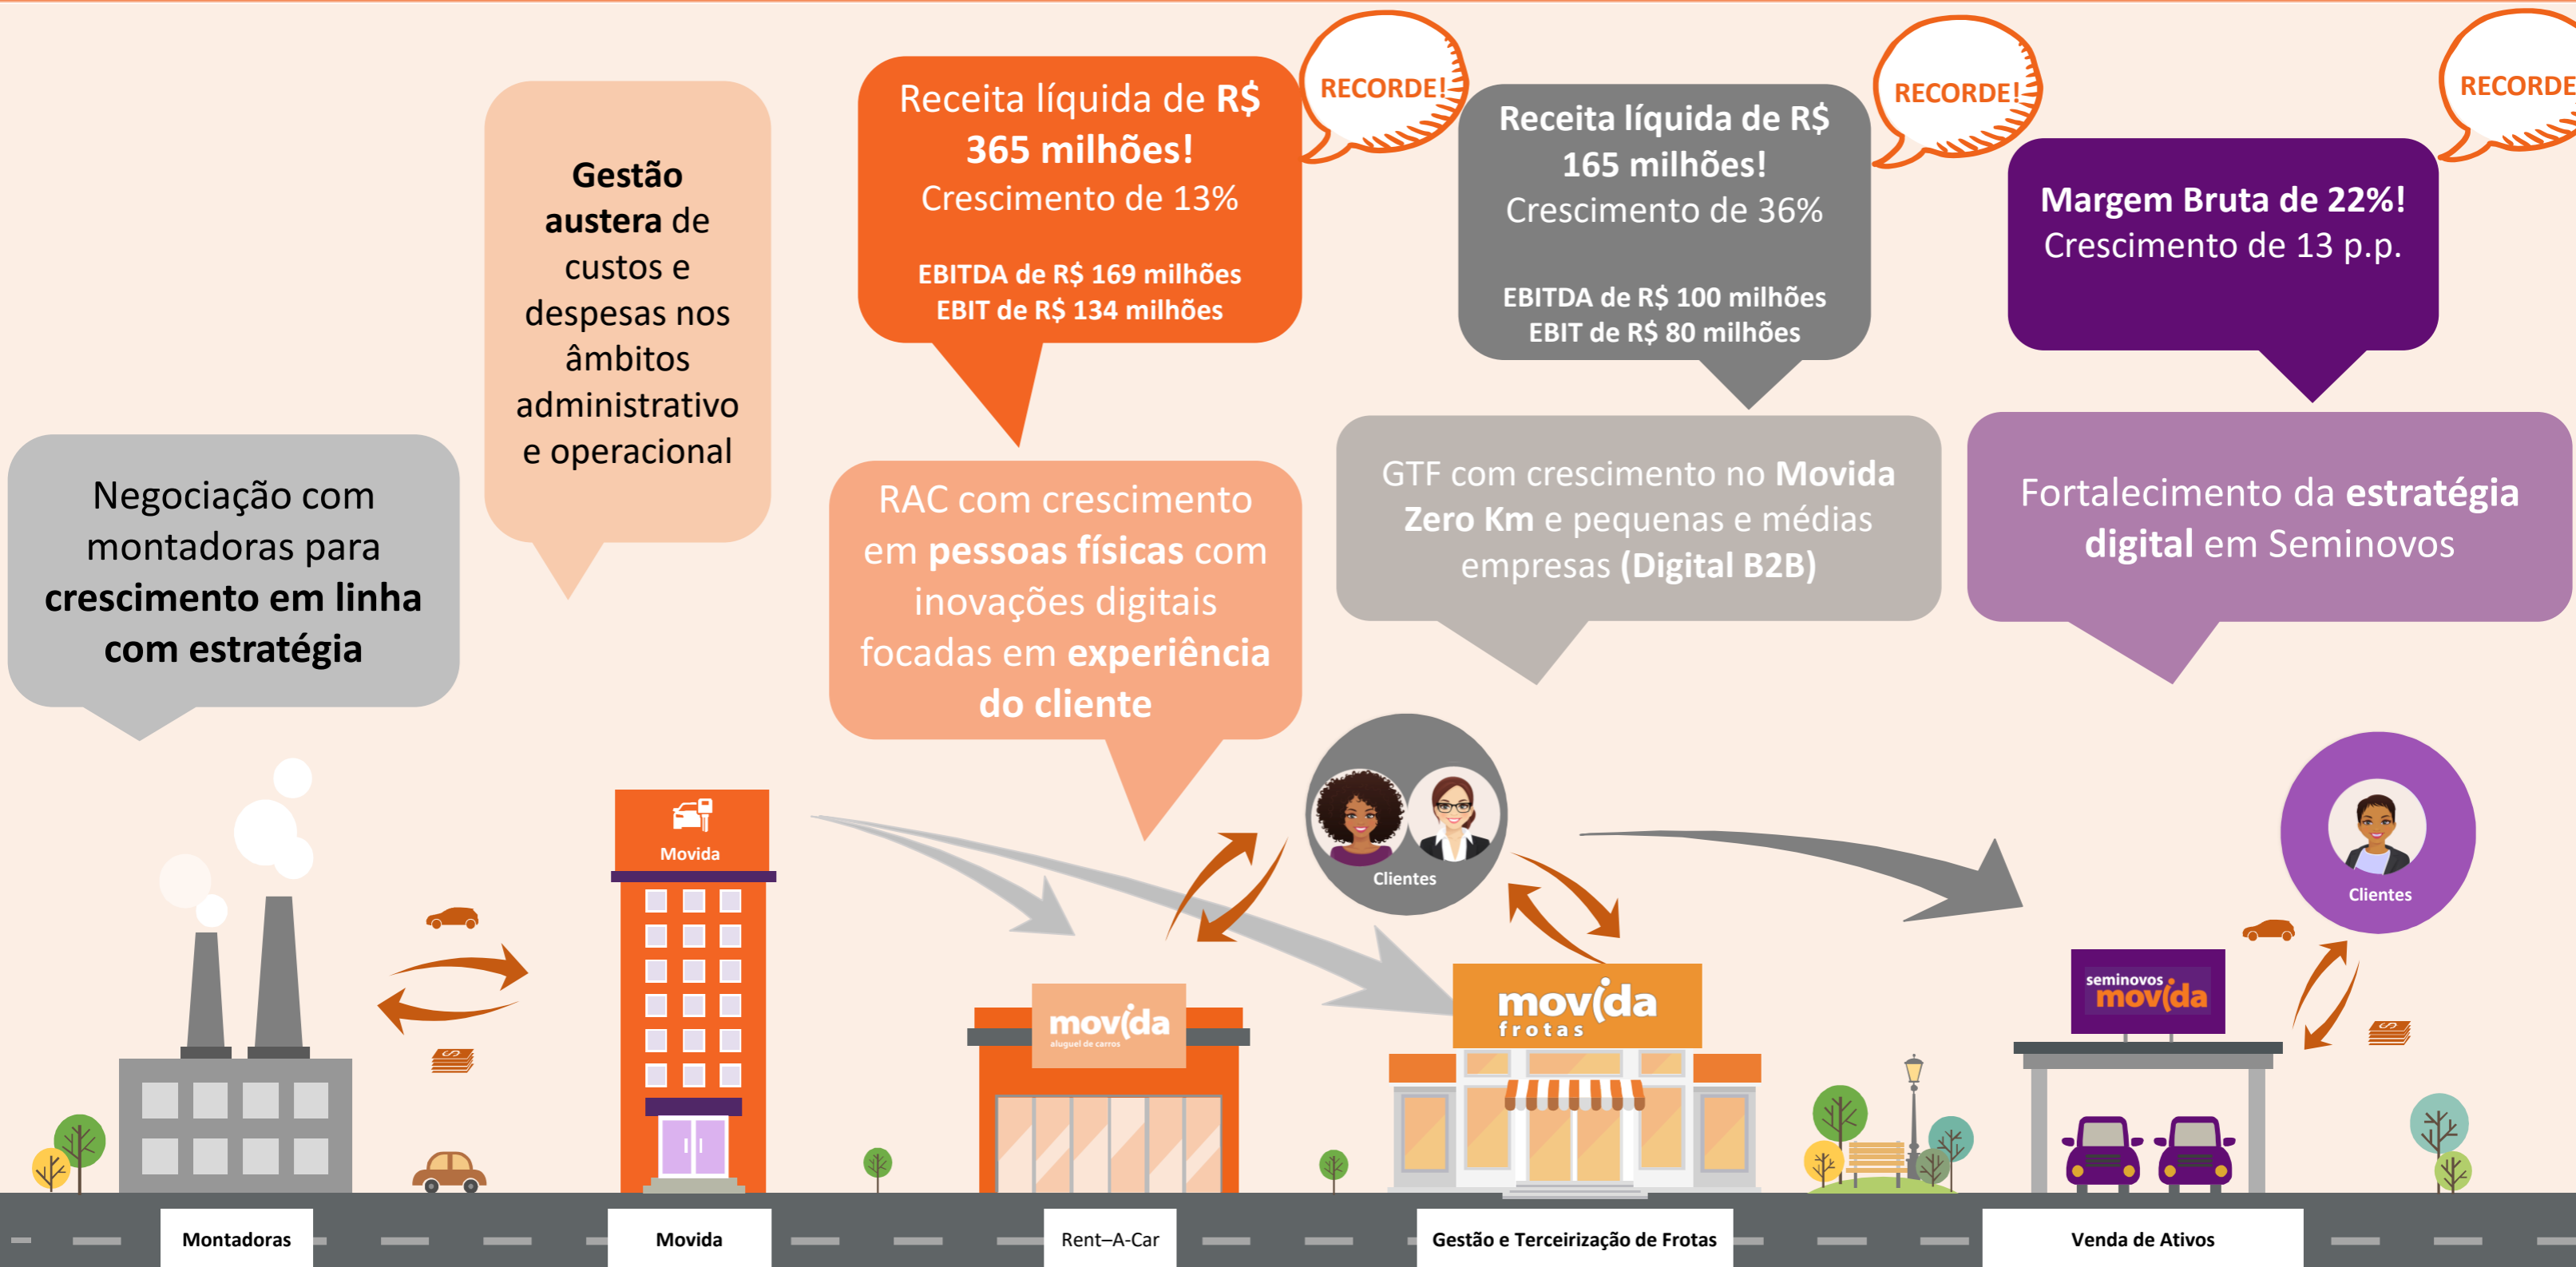 Negociação com
montadoras para
crescimento em linha
com estratégia
Gestão
austera de
custos e
despesas nos
âmbitos
administrativo
e operacional
Receita líquida de R$
365 milhões!
Crescimento de 13%
EBITDA de R$ 169 milhões
EBIT de R$ 134 milhões
RECORDE!
RAC com crescimento
em pessoas físicas com
inovações digitais
focadas em experiência
do cliente
Receita líquida de R$
165 milhões!
Crescimento de 36%
EBITDA de R$ 100 milhões
EBIT de R$ 80 milhões
RECORDE!
GTF com crescimento no Movida
Zero Km e pequenas e médias
empresas (Digital B2B)
Margem Bruta de 22%!
Crescimento de 13 p.p.
RECORDE
Fortalecimento da estratégia
digital em Seminovos
Movida
Clientes
Clientes
movida
aluguel de carros
movida
frotas
seminovos
movida
Montadoras
Movida
Rent–A-Car
Gestão e Terceirização de Frotas
Venda de Ativos